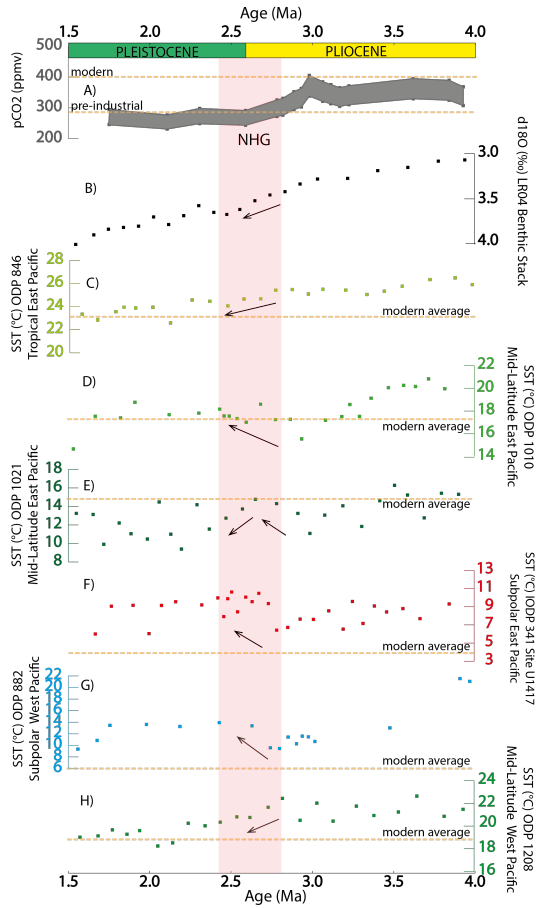 Age (Ma)
1.5 2.0 2.5 3.0 3.5 4.0
PLEISTOCENE PLIOCENE
pCO2 (ppmv)
500
400
300
200
modern
A)
pre-industrial
NHG
B)
3.0
3.5
4.0
d18O (‰) LR04 Benthic Stack
SST (°C) ODP 846
Tropical East Pacific
28
26
24
22
20
C)
modern average
D)
22
20
18
16
14
modern average
SST (°C) ODP 1010
Mid-Latitude East Pacific
SST (°C) ODP 1021
Mid-Latitude East Pacific
18
16
14
12
10
8
E)
modern average
F)
13
11
9
7
5
3
modern average
SST (°C) IODP 341 Site U1417
Subpolar East Pacific
SST (°C) ODP 882
Subpolar West Pacific
22
20
18
16
14
12
10
8
6
G)
modern average
H)
24
22
20
18
16
modern average
SST (°C) ODP 1208
Mid-Latitude West Pacific
1.5 2.0 2.5 3.0 3.5 4.0
Age (Ma)